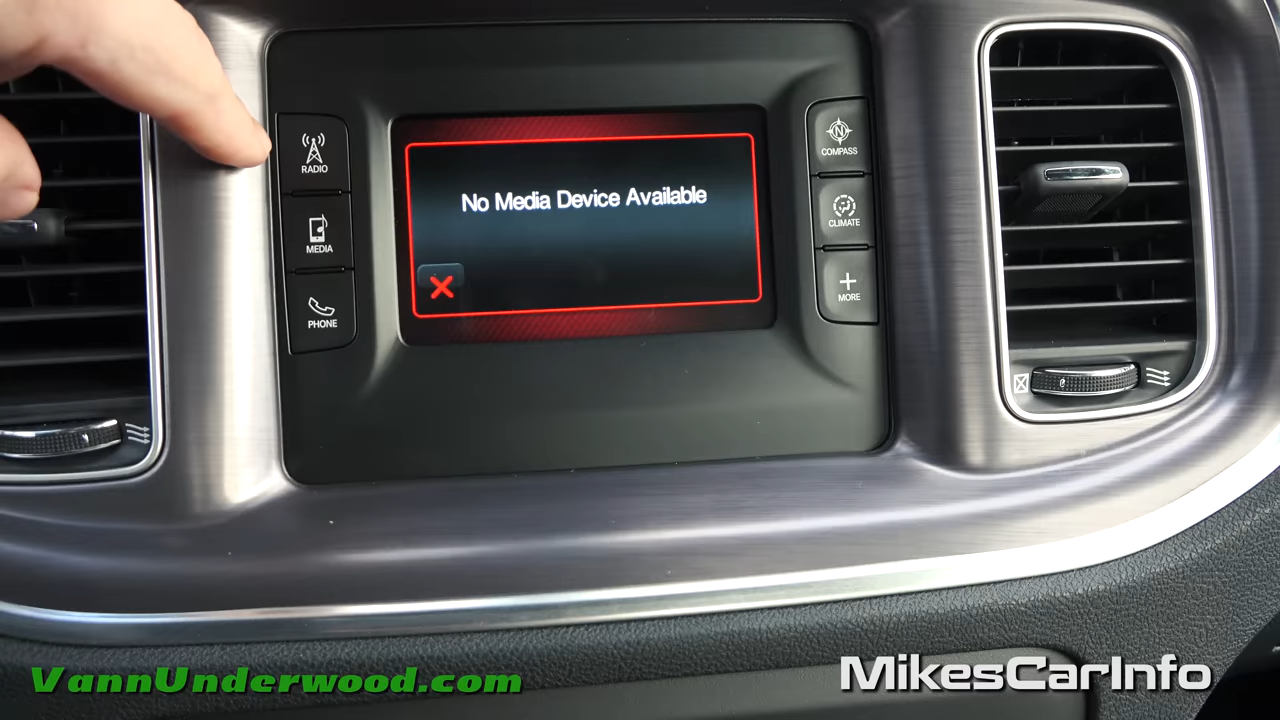 RADIO
MEDIA
PHONE
No Media Device Available
N
COMPASS
CLIMATE
MORE
VannUnderwood.com
MikesCarInfo